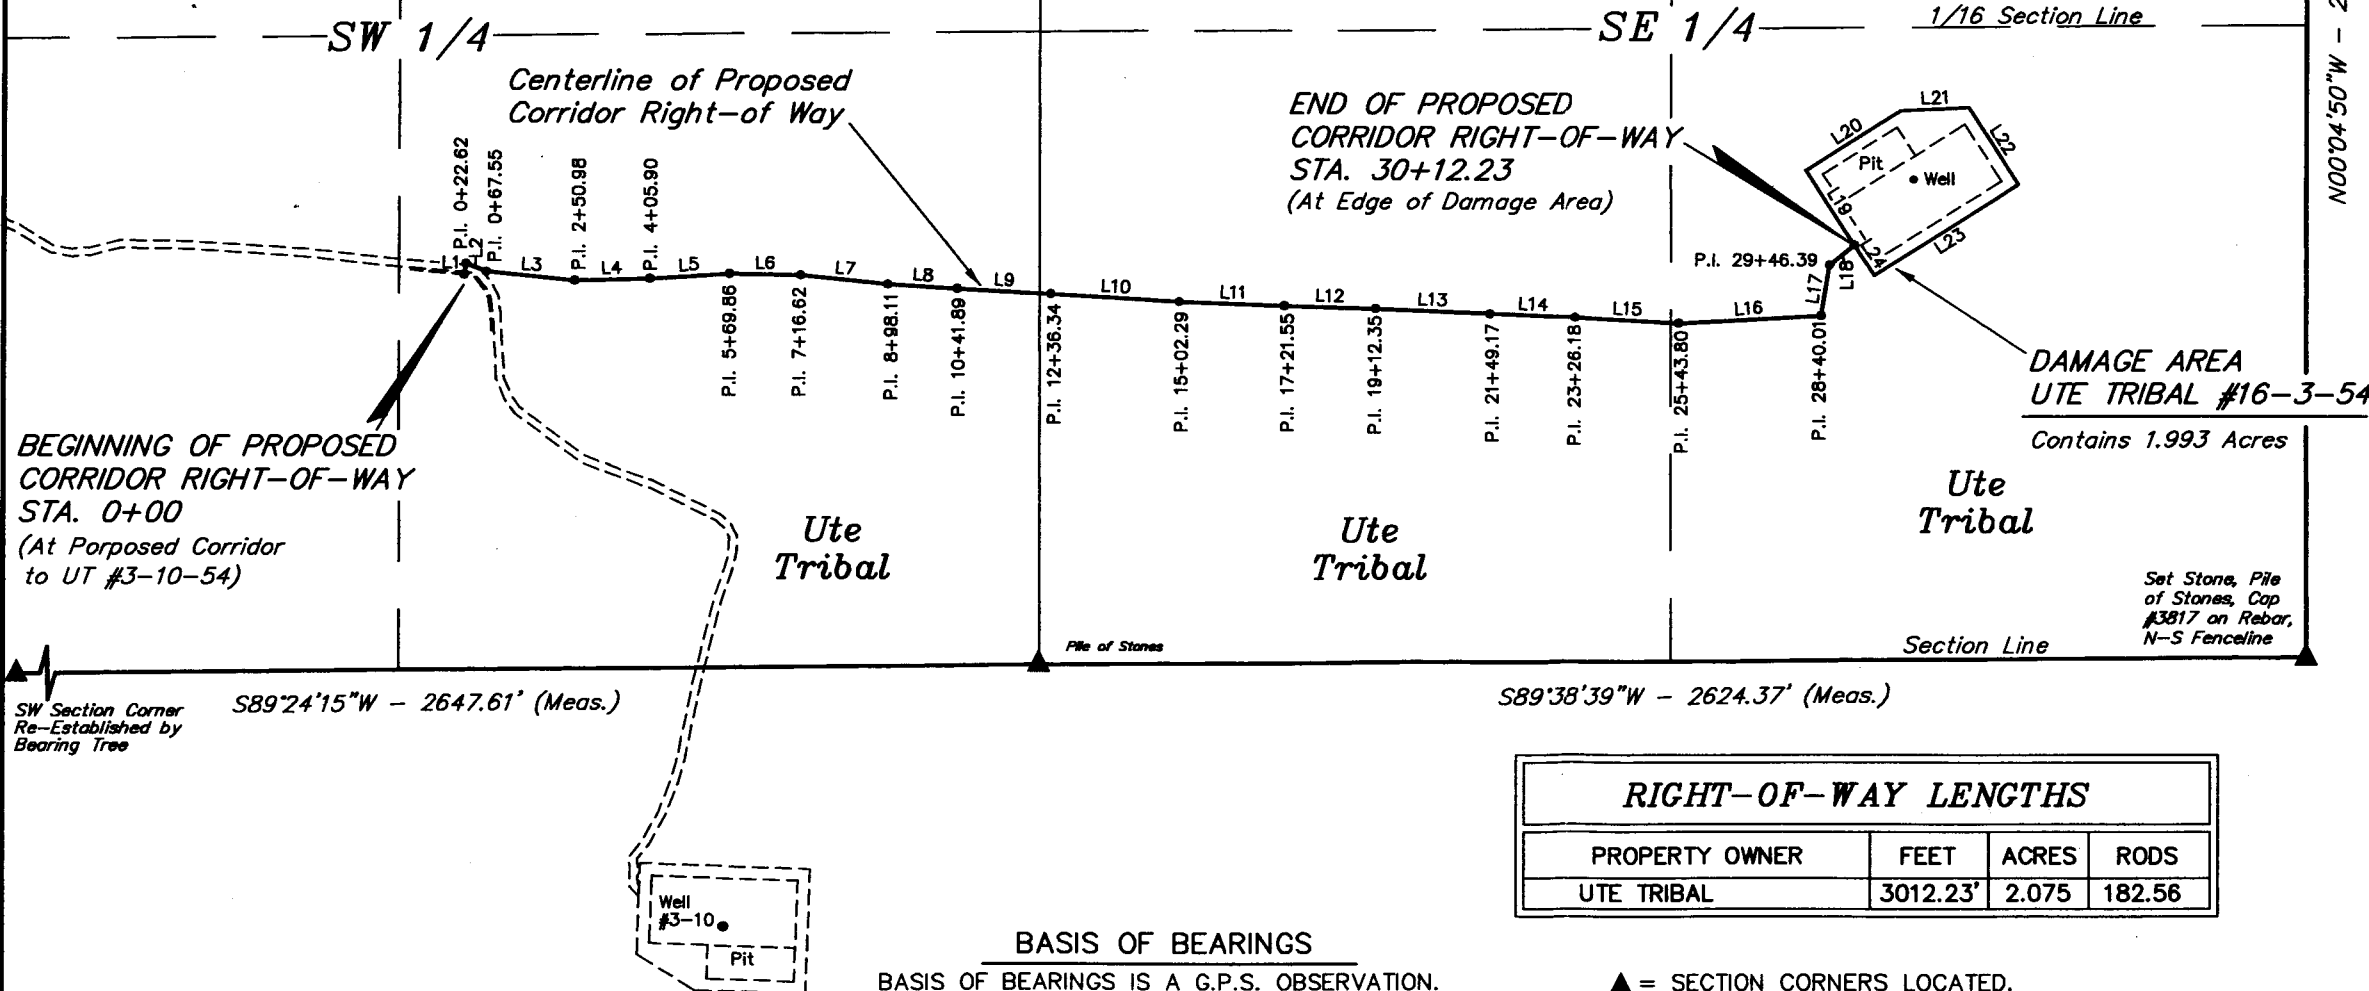 SW 1/4
SE 1/4
1/16 Section Line
N00°04'50"W - 2
Centerline of Proposed
Corridor Right-of Way
END OF PROPOSED
CORRIDOR RIGHT-OF-WAY
STA. 30+12.23
(At Edge of Damage Area)
L20
L21
L22
L19
L23
24
Pit
Well
L1
P.I. 0+22.62
L2
P.I. 0+67.55
L3
P.I. 2+50.98
L4
P.I. 4+05.90
L5
P.I. 5+69.86
L6
P.I. 7+16.62
L7
P.I. 8+98.11
L8
P.I. 10+41.89
L9
P.I. 12+36.34
L10
P.I. 15+02.29
L11
P.I. 17+21.55
L12
P.I. 19+12.35
L13
P.I. 21+49.17
L14
P.I. 23+26.18
L15
P.I. 25+43.80
L16
P.I. 28+40.01
L17
P.I. 29+46.39
L18
DAMAGE AREA
UTE TRIBAL #16-3-54
Contains 1.993 Acres
BEGINNING OF PROPOSED
CORRIDOR RIGHT-OF-WAY
STA. 0+00
(At Porposed Corridor
to UT #3-10-54)
Ute
Tribal
Ute
Tribal
Ute
Tribal
Set Stone, Pile
of Stones, Cap
#3817 on Rebar,
N-S Fenceline
Pile of Stones
Section Line
SW Section Corner
Re-Established by
Bearing Tree
S89°24'15"W - 2647.61' (Meas.)
S89°38'39"W - 2624.37' (Meas.)
RIGHT-OF-WAY LENGTHS
PROPERTY OWNER FEET ACRES RODS
UTE TRIBAL 3012.23' 2.075 182.56
Well
#3-10
Pit
BASIS OF BEARINGS
BASIS OF BEARINGS IS A G.P.S. OBSERVATION.
▲ = SECTION CORNERS LOCATED.